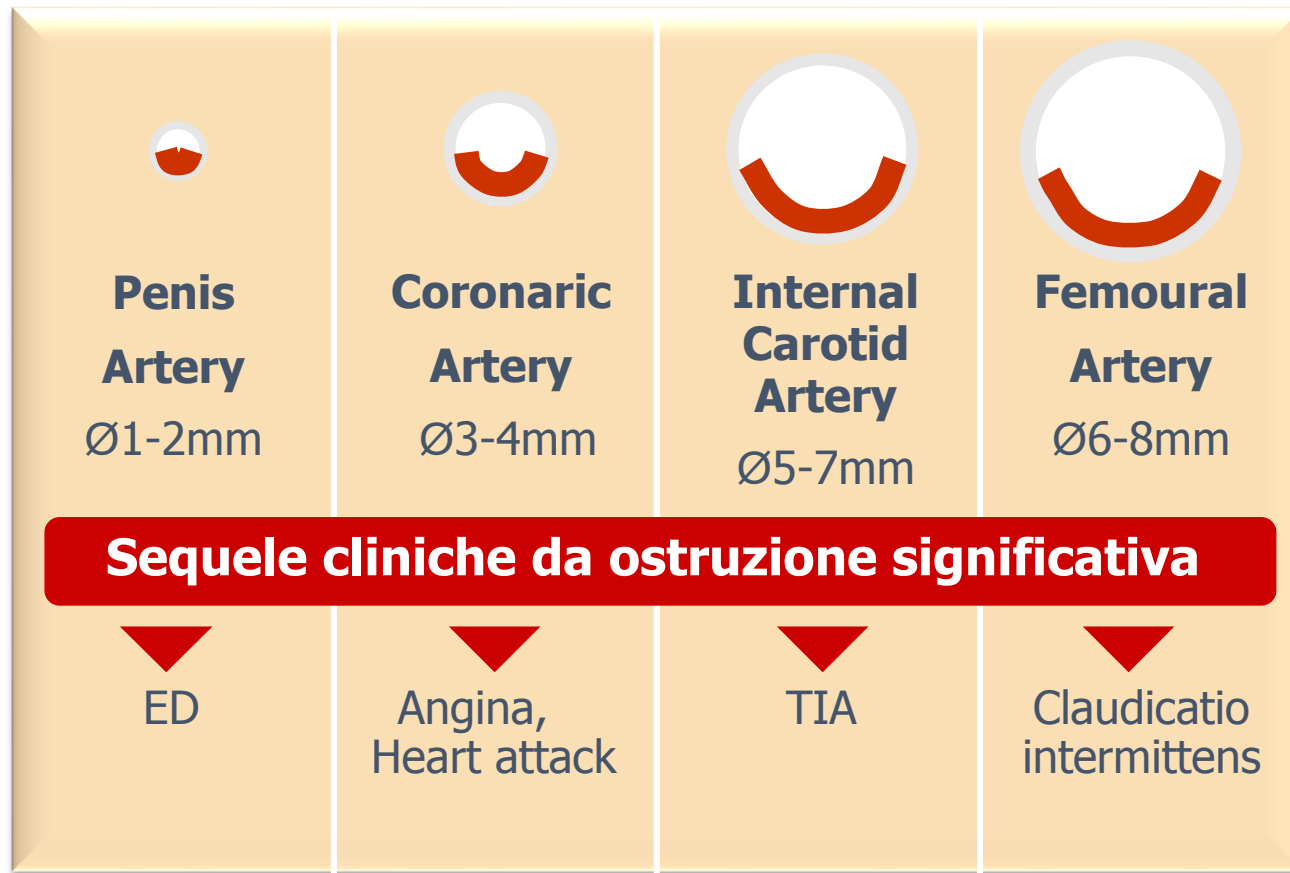 Penis
Artery
Ø1-2mm
Coronaric
Artery
Ø3-4mm
Internal
Carotid
Artery
Ø5-7mm
Femoural
Artery
Ø6-8mm
Sequele cliniche da ostruzione significativa
ED
Angina,
Heart attack
TIA
Claudicatio
intermittens